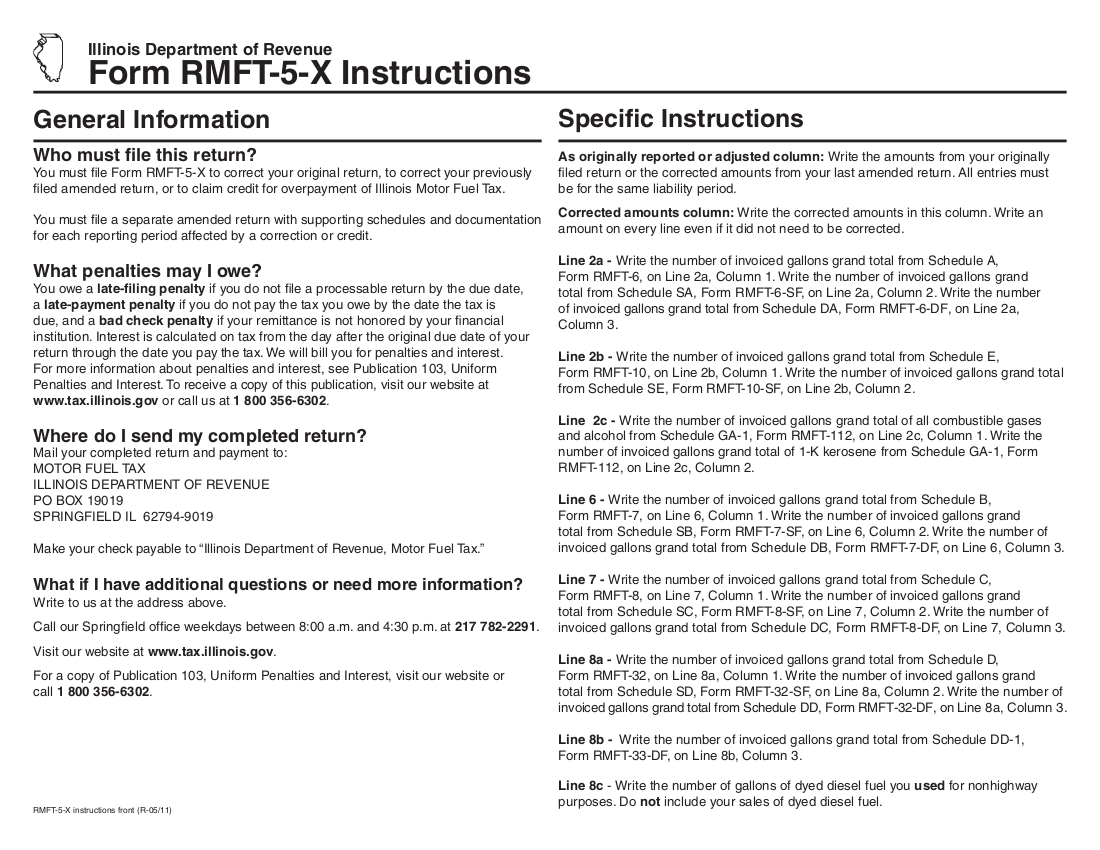 Illinois Department of Revenue
Form RMFT-5-X Instructions
General Information
Who must file this return?
You must file Form RMFT-5-X to correct your original return, to correct your previously
filed amended return, or to claim credit for overpayment of Illinois Motor Fuel Tax.
You must file a separate amended return with supporting schedules and documentation
for each reporting period affected by a correction or credit.
What penalties may I owe?
You owe a late-filing penalty if you do not file a processable return by the due date,
a late-payment penalty if you do not pay the tax you owe by the date the tax is
due, and a bad check penalty if your remittance is not honored by your financial
institution. Interest is calculated on tax from the day after the original due date of your
return through the date you pay the tax. We will bill you for penalties and interest.
For more information about penalties and interest, see Publication 103, Uniform
Penalties and Interest. To receive a copy of this publication, visit our website at
www.tax.illinois.gov or call us at 1 800 356-6302.
Where do I send my completed return?
Mail your completed return and payment to:
MOTOR FUEL TAX
ILLINOIS DEPARTMENT OF REVENUE
PO BOX 19019
SPRINGFIELD IL  62794-9019
Make your check payable to “Illinois Department of Revenue, Motor Fuel Tax.”
What if I have additional questions or need more information?
Write to us at the address above.
Call our Springfield office weekdays between 8:00 a.m. and 4:30 p.m. at 217 782-2291.
Visit our website at www.tax.illinois.gov.
For a copy of Publication 103, Uniform Penalties and Interest, visit our website or
call 1 800 356-6302.
RMFT-5-X instructions front (R-05/11)
Specific Instructions
As originally reported or adjusted column: Write the amounts from your originally
filed return or the corrected amounts from your last amended return. All entries must
be for the same liability period.
Corrected amounts column: Write the corrected amounts in this column. Write an
amount on every line even if it did not need to be corrected.
Line 2a - Write the number of invoiced gallons grand total from Schedule A,
Form RMFT-6, on Line 2a, Column 1. Write the number of invoiced gallons grand
total from Schedule SA, Form RMFT-6-SF, on Line 2a, Column 2. Write the number
of invoiced gallons grand total from Schedule DA, Form RMFT-6-DF, on Line 2a,
Column 3.
Line 2b - Write the number of invoiced gallons grand total from Schedule E,
Form RMFT-10, on Line 2b, Column 1. Write the number of invoiced gallons grand total
from Schedule SE, Form RMFT-10-SF, on Line 2b, Column 2.
Line  2c - Write the number of invoiced gallons grand total of all combustible gases
and alcohol from Schedule GA-1, Form RMFT-112, on Line 2c, Column 1. Write the
number of invoiced gallons grand total of 1-K kerosene from Schedule GA-1, Form
RMFT-112, on Line 2c, Column 2.
Line 6 - Write the number of invoiced gallons grand total from Schedule B,
Form RMFT-7, on Line 6, Column 1. Write the number of invoiced gallons grand
total from Schedule SB, Form RMFT-7-SF, on Line 6, Column 2. Write the number of
invoiced gallons grand total from Schedule DB, Form RMFT-7-DF, on Line 6, Column 3.
Line 7 - Write the number of invoiced gallons grand total from Schedule C,
Form RMFT-8, on Line 7, Column 1. Write the number of invoiced gallons grand
total from Schedule SC, Form RMFT-8-SF, on Line 7, Column 2. Write the number of
invoiced gallons grand total from Schedule DC, Form RMFT-8-DF, on Line 7, Column 3.
Line 8a - Write the number of invoiced gallons grand total from Schedule D,
Form RMFT-32, on Line 8a, Column 1. Write the number of invoiced gallons grand
total from Schedule SD, Form RMFT-32-SF, on Line 8a, Column 2. Write the number of
invoiced gallons grand total from Schedule DD, Form RMFT-32-DF, on Line 8a, Column 3.
Line 8b -  Write the number of invoiced gallons grand total from Schedule DD-1,
Form RMFT-33-DF, on Line 8b, Column 3.
Line 8c - Write the number of gallons of dyed diesel fuel you used for nonhighway
purposes. Do not include your sales of dyed diesel fuel.